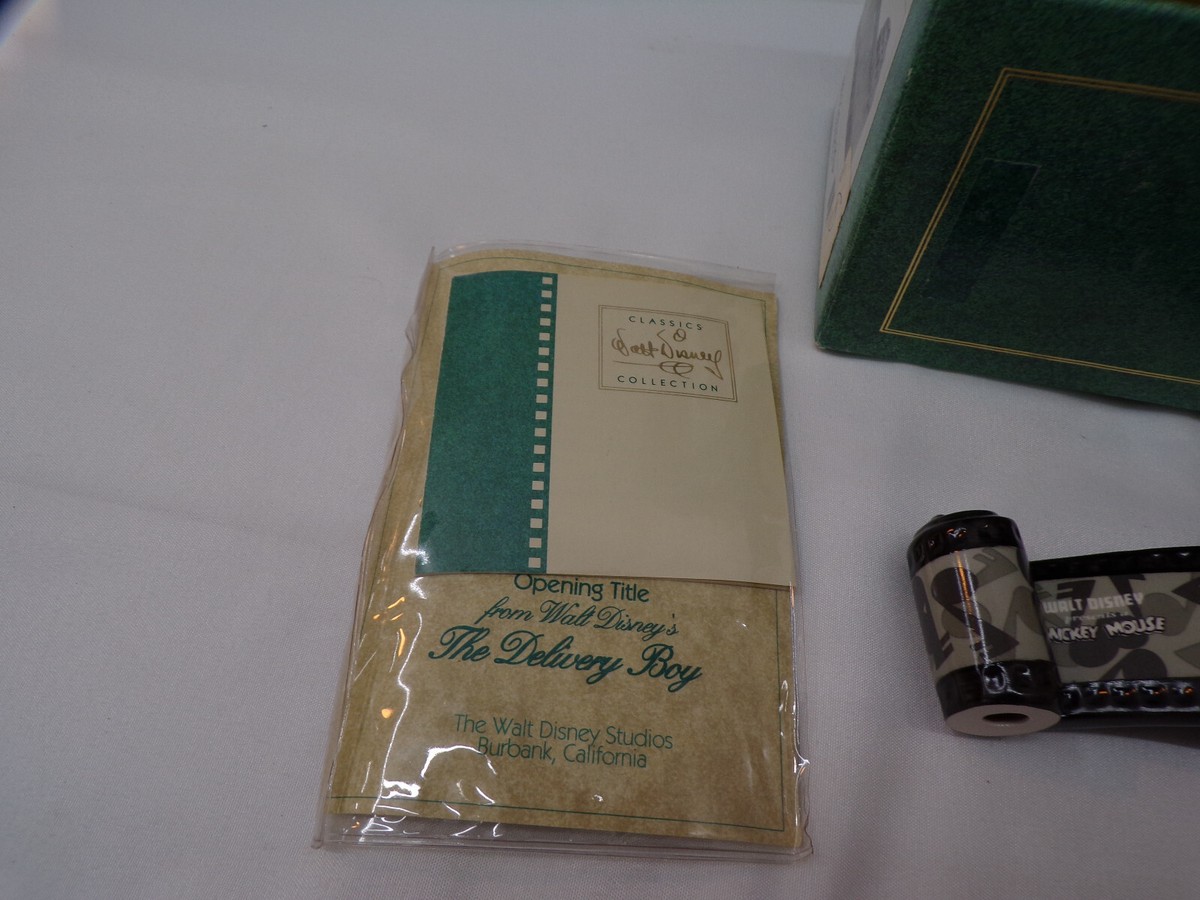 CLASSICS
Walt Disney
COLLECTION
Opening Title
from Walt Disney's
The Delivery Boy
The Walt Disney Studios
Burbank, California
WALT DISNEY
MICKEY MOUSE